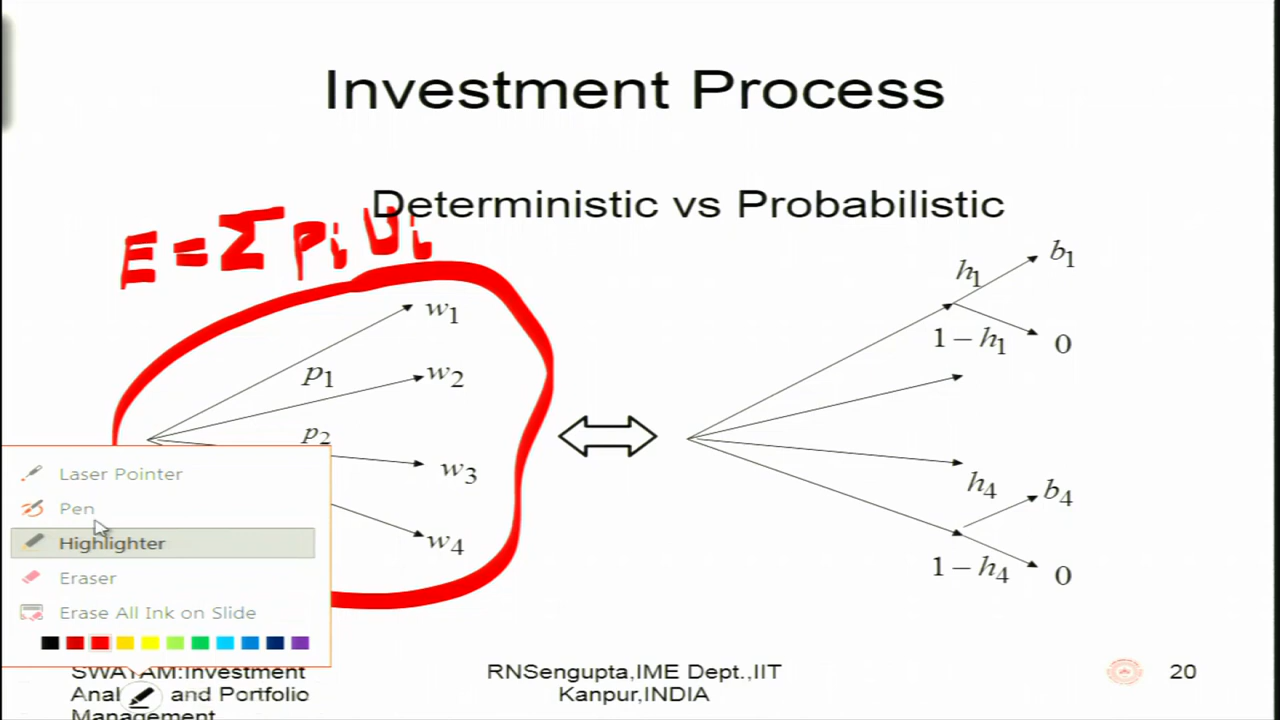 Investment Process
Deterministic vs Probabilistic
E = Σ pi Ui
w1
p1
w2
p2
w3
w4
h1
b1
1 − h1
0
h4
b4
1 − h4
0
Laser Pointer
Pen
Highlighter
Eraser
Erase All Ink on Slide
SWAYAM:Investment
Anal and Portfolio
Management
RNSengupta,IME Dept.,IIT
Kanpur,INDIA
20